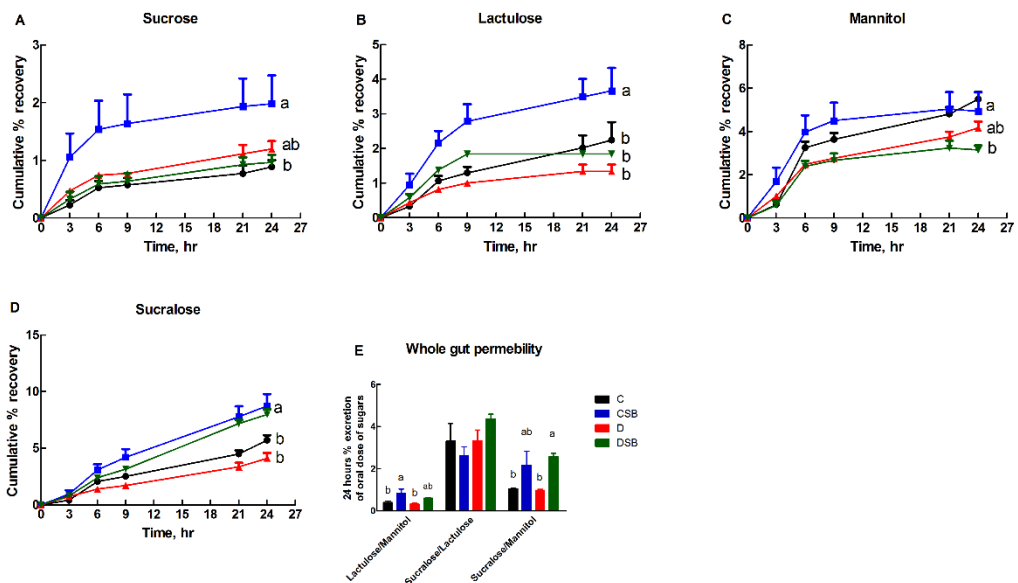 A
Sucrose
Cumulative % recovery
3
2
1
0
a
ab
b
b
0 3 6 9 12 15 18 21 24 27
Time, hr
B
Lactulose
Cumulative % recovery
5
4
3
2
1
0
a
b
b
b
0 3 6 9 12 15 18 21 24 27
Time, hr
C
Mannitol
Cumulative % recovery
8
6
4
2
0
a
ab
b
0 3 6 9 12 15 18 21 24 27
Time, hr
D
Sucralose
Cumulative % recovery
15
10
5
0
a
b
b
0 3 6 9 12 15 18 21 24 27
Time, hr
E
Whole gut permebility
24 hours % excretion
of oral dose of sugars
6
4
2
0
b a b ab
b ab b a
Lactulose/Mannitol
Sucralose/Lactulose
Sucralose/Mannitol
C
CSB
D
DSB